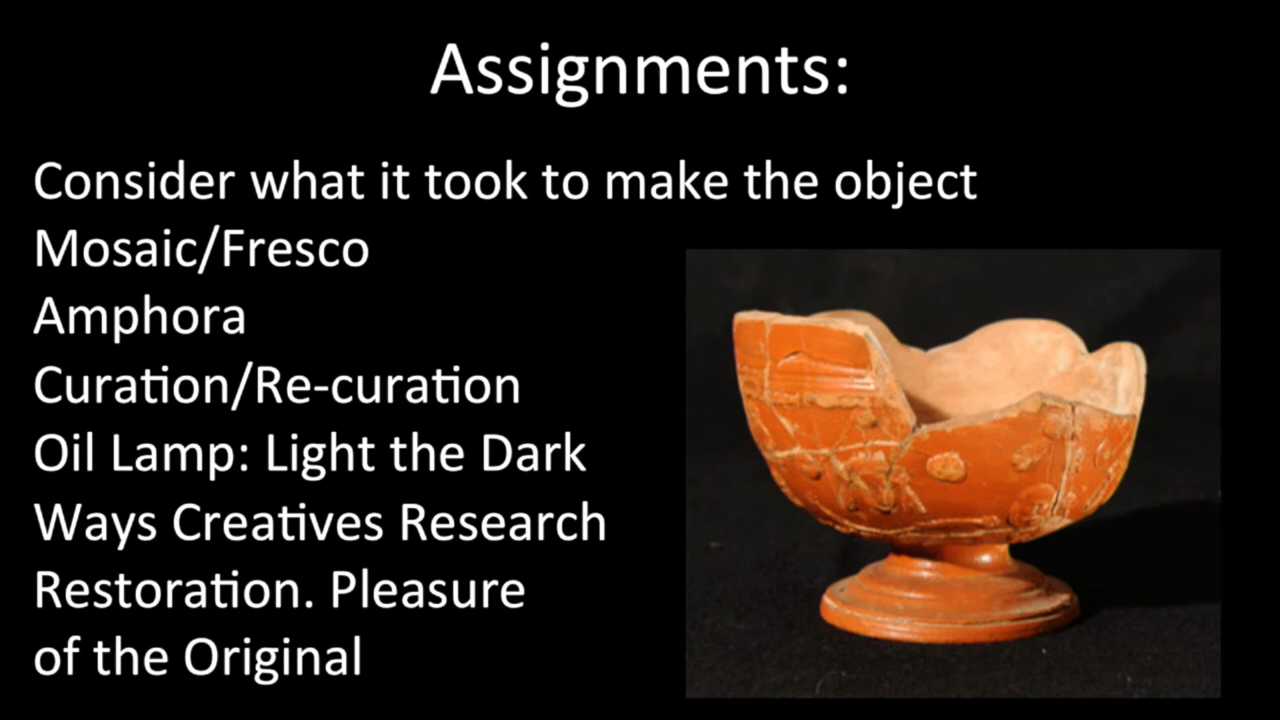 Assignments:
Consider what it took to make the object
Mosaic/Fresco
Amphora
Curation/Re-curation
Oil Lamp: Light the Dark
Ways Creatives Research
Restoration. Pleasure
of the Original